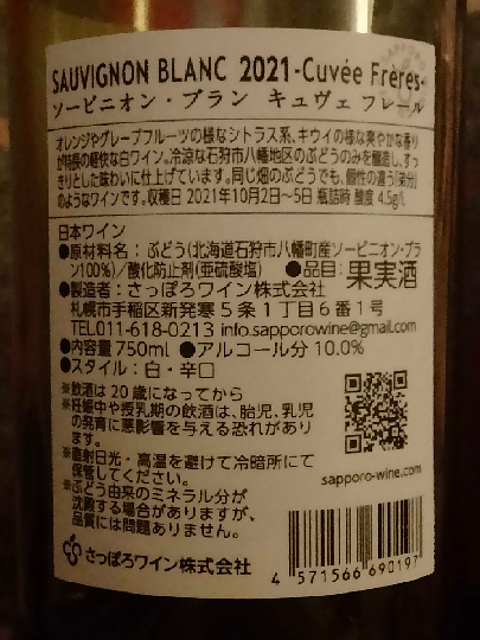 SAUVIGNON BLANC 2021-Cuvée Frères-
ソービニオン・ブラン キュヴェ フレール
オレンジやグレープフルーツの様なシトラス系、キウイの様な爽やかな香り
が特長の軽快な白ワイン。冷涼な石狩市八幡地区のぶどうのみを醸造し、すっ
きりとした味わいに仕上げています。同じ畑のぶどうでも、個性の違う「弟分」
のようなワインです。収穫日 2021年10月2日〜5日 瓶詰時 酸度 4.5g/L
日本ワイン
●原材料名：ぶどう(北海道石狩市八幡町産ソービニオン・ブラ
ン100%)／酸化防止剤(亜硫酸塩) ●品目：果実酒
●製造者：さっぽろワイン株式会社
札幌市手稲区新発寒５条１丁目６番１号
TEL011-618-0213 info.sapporowine@gmail.com
●内容量 750ml ●アルコール分 10.0%
●スタイル：白・辛口
※飲酒は 20 歳になってから
※妊娠中や授乳期の飲酒は、胎児、乳児
の発育に悪影響を与える恐れがあり
ます。
※直射日光・高温を避けて冷暗所にて
保管してください。
※ぶどう由来のミネラル分が
沈殿する場合がありますが、
品質には問題ありません。
sapporo-wine.com
さっぽろワイン株式会社
4 571566 690197